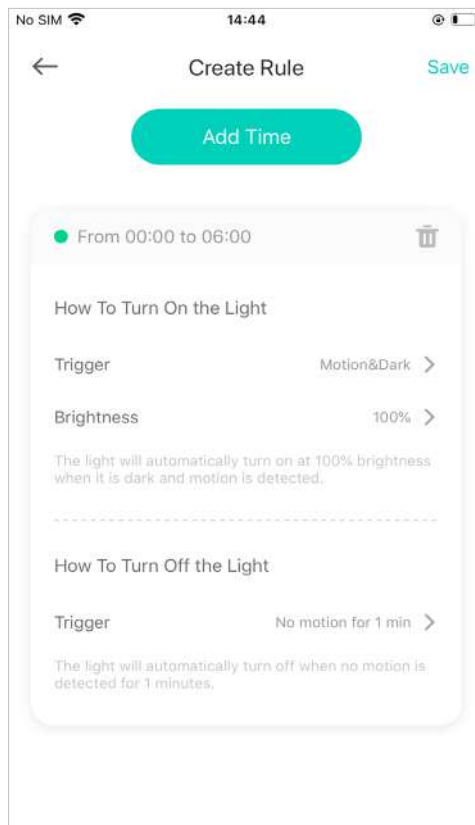 No SIM 14:44
Create Rule Save
Add Time
From 00:00 to 06:00
How To Turn On the Light
Trigger Motion&Dark
Brightness 100%
The light will automatically turn on at 100% brightness
when it is dark and motion is detected.
How To Turn Off the Light
Trigger No motion for 1 min
The light will automatically turn off when no motion is
detected for 1 minutes.